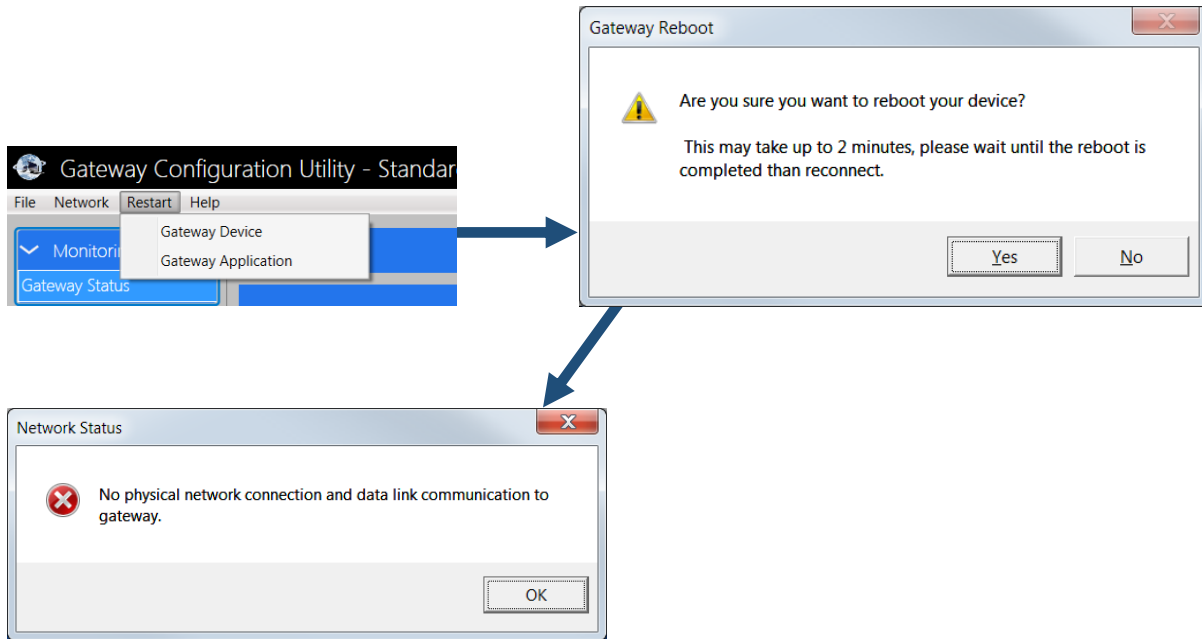 Gateway Configuration Utility - Standar
File Network Restart Help
Gateway Device
Monitorin
Gateway Application
Gateway Status
Gateway Reboot
Are you sure you want to reboot your device?
This may take up to 2 minutes, please wait until the reboot is
completed than reconnect.
Yes No
Network Status
No physical network connection and data link communication to
gateway.
OK